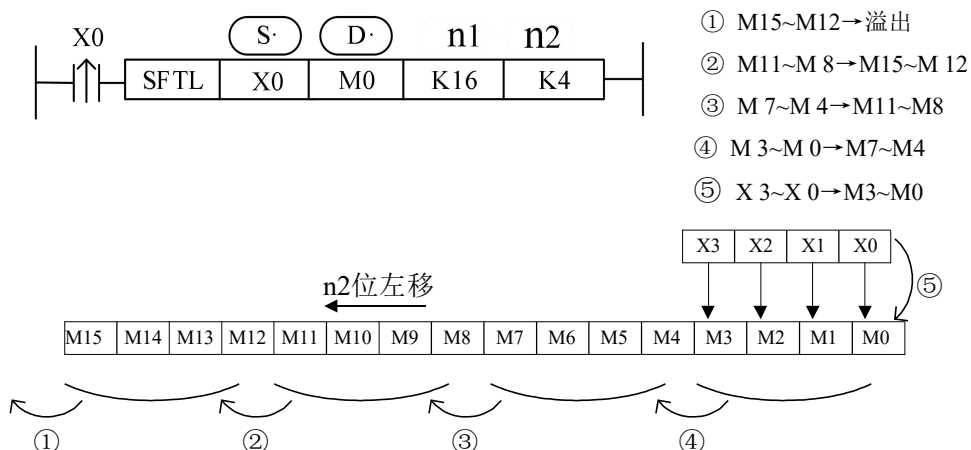 X0
S· D· n1 n2
SFTL X0 M0 K16 K4
① M15~M12→溢出
② M11~M 8→M15~M 12
③ M 7~M 4→M11~M8
④ M 3~M 0→M7~M4
⑤ X 3~X 0→M3~M0
X3 X2 X1 X0
⑤
n2位左移
M15 M14 M13 M12 M11 M10 M9 M8 M7 M6 M5 M4 M3 M2 M1 M0
① ② ③ ④